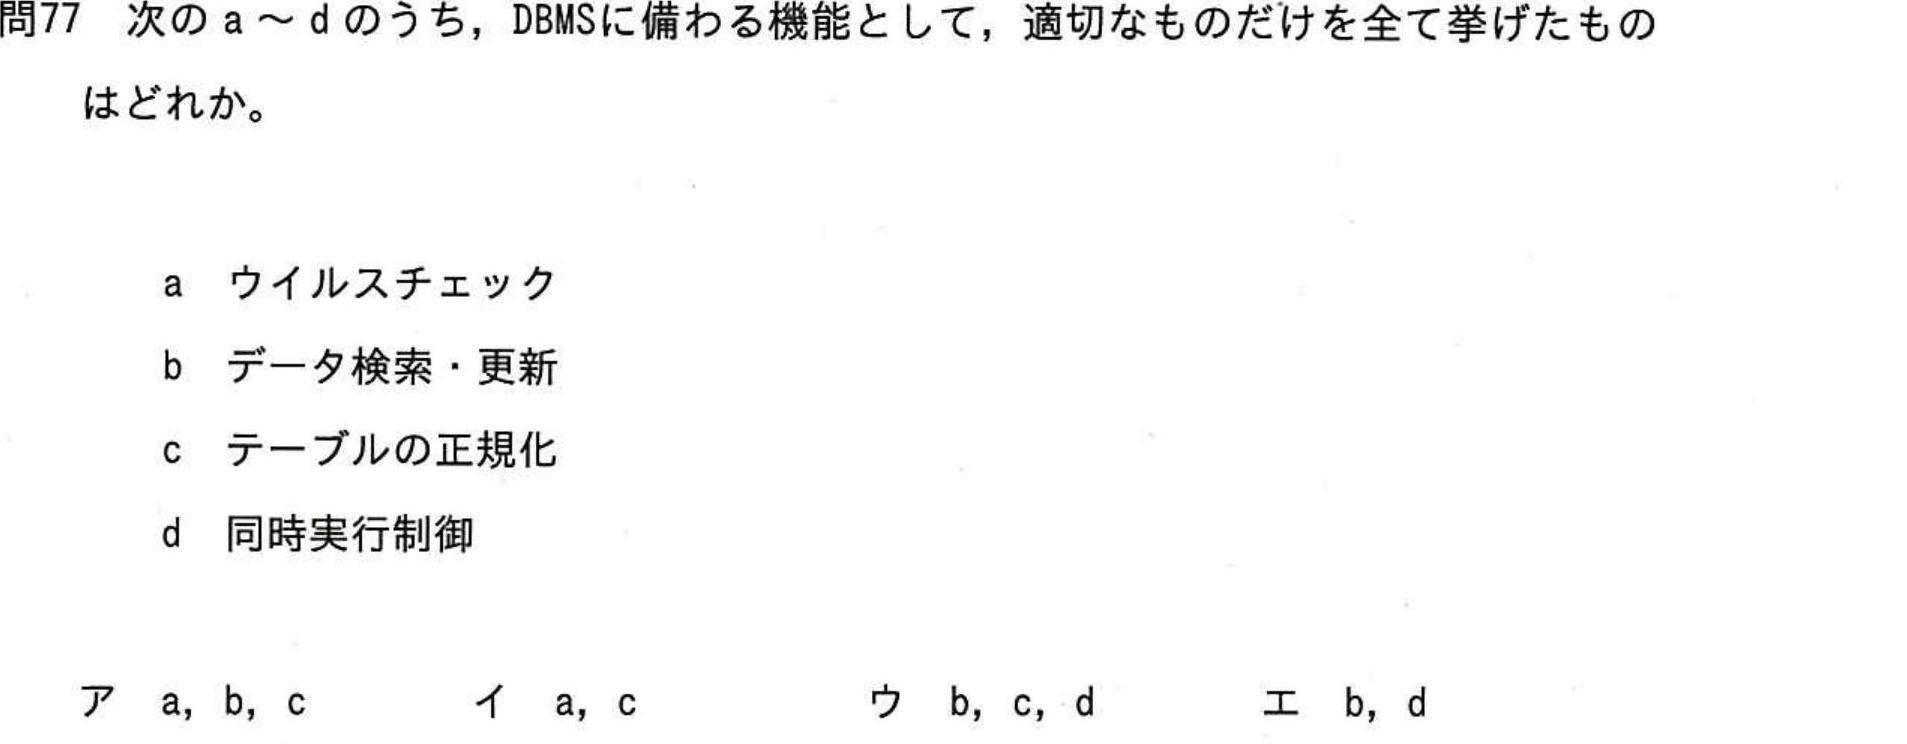 問77 次の a ～ d のうち，DBMSに備わる機能として，適切なものだけを全て挙げたもの
はどれか。
a ウイルスチェック
b データ検索・更新
c テーブルの正規化
d 同時実行制御
ア a, b, c イ a, c ウ b, c, d エ b, d